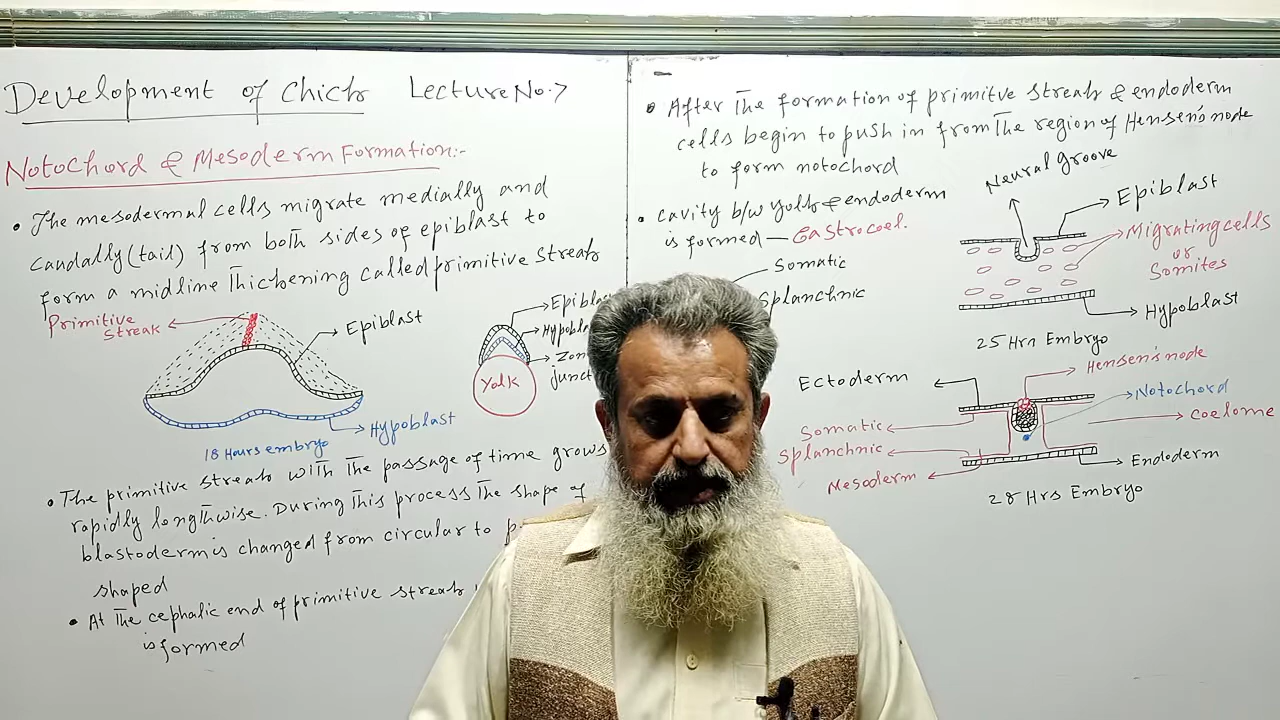 Development of Chick Lecture No. 7
Notochord & Mesoderm Formation:-
• The mesodermal cells migrate medially and
caudally (tail) from both sides of epiblast to
form a midline thickening called primitive streak
Primitive
streak
Epiblast
Hypoblast
18 Hours embryo
Epiblast
Hypoblast
Yolk
• The primitive streak with the passage of time grows
rapidly longthwise. During this process the shape of
blastoderm is changed from circular to
shaped
• At the cephalic end of primitive streak
is formed
• After the formation of primitve streak & endoderm
cells begin to push in from the region of Hensen's node
to form notochord
• Cavity b/w yolk & endoderm
is formed — Gastrocoel.
Somatic
Splanchnic
Neural groove
Epiblast
Migrating cells
or
Somites
Hypoblast
25 Hrs Embryo
Hensen's node
Ectoderm
Notochord
Coelome
Somatic
Splanchnic
Mesoderm
Endoderm
28 Hrs Embryo